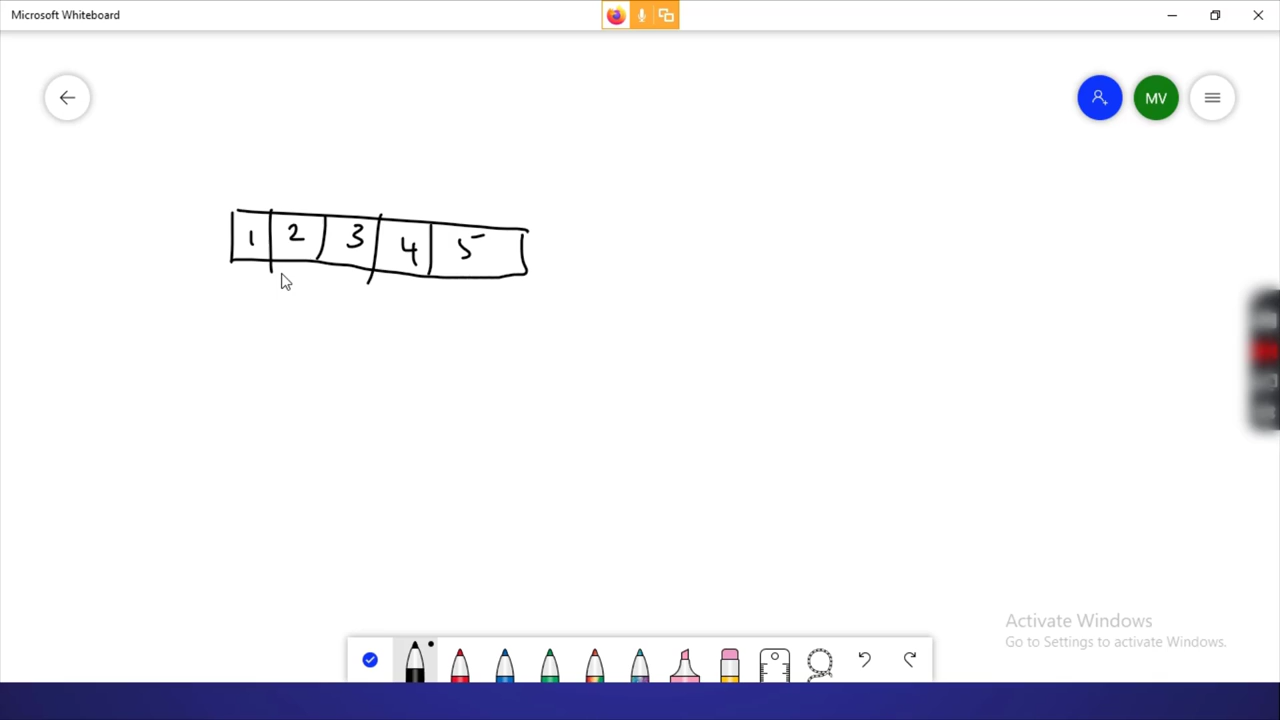 Microsoft Whiteboard
MV
1 2 3 4 5
Activate Windows
Go to Settings to activate Windows.